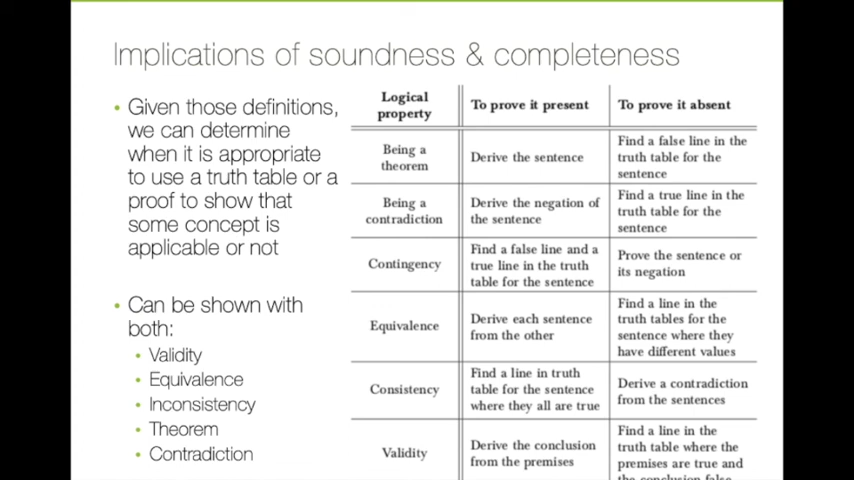 Implications of soundness & completeness
• Given those definitions,
we can determine
when it is appropriate
to use a truth table or a
proof to show that
some concept is
applicable or not
• Can be shown with
both:
• Validity
• Equivalence
• Inconsistency
• Theorem
• Contradiction
Logical
property
To prove it present
To prove it absent
Being a
theorem
Derive the sentence
Find a false line in the
truth table for the
sentence
Being a
contradiction
Derive the negation of
the sentence
Find a true line in the
truth table for the
sentence
Contingency
Find a false line and a
true line in the truth
table for the sentence
Prove the sentence or
its negation
Equivalence
Derive each sentence
from the other
Find a line in the
truth tables for the
sentence where they
have different values
Consistency
Find a line in truth
table for the sentence
where they all are true
Derive a contradiction
from the sentences
Validity
Derive the conclusion
from the premises
Find a line in the
truth table where the
premises are true and
the conclusion false